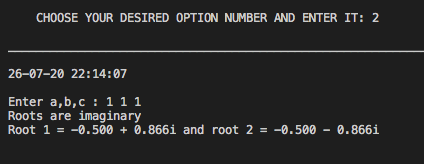 CHOOSE YOUR DESIRED OPTION NUMBER AND ENTER IT: 2
26-07-20 22:14:07
Enter a,b,c : 1 1 1
Roots are imaginary
Root 1 = -0.500 + 0.866i and root 2 = -0.500 - 0.866i